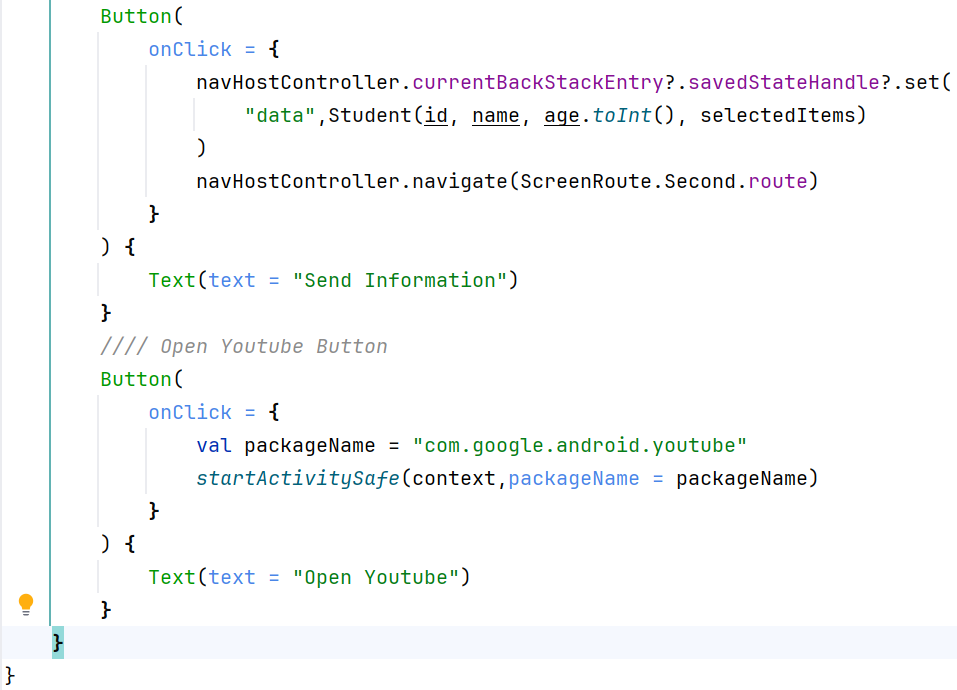 Button(
onClick = {
navHostController.currentBackStackEntry?.savedStateHandle?.set(
"data",Student(id, name, age.toInt(), selectedItems)
)
navHostController.navigate(ScreenRoute.Second.route)
}
) {
Text(text = "Send Information")
}
//// Open Youtube Button
Button(
onClick = {
val packageName = "com.google.android.youtube"
startActivitySafe(context,packageName = packageName)
}
) {
Text(text = "Open Youtube")
}
}
}